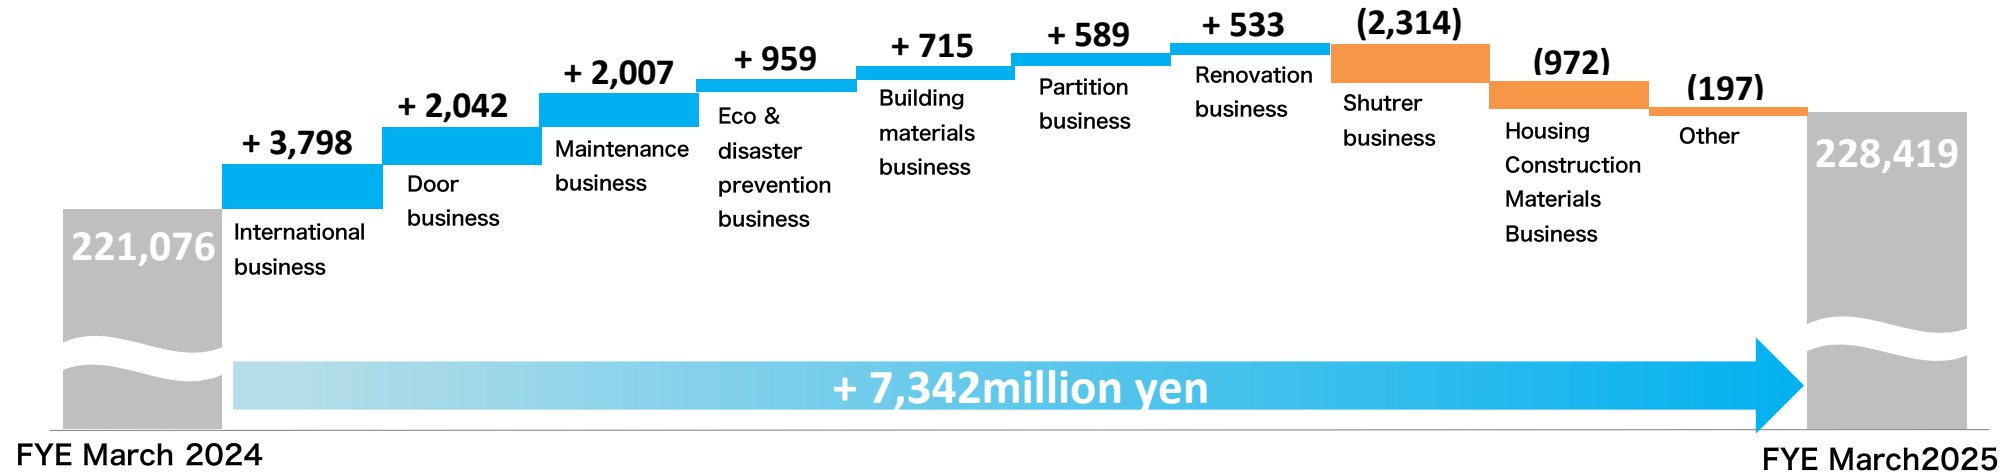 + 3,798
International
business
+ 2,042
Door
business
+ 2,007
Maintenance
business
+ 959
Eco &
disaster
prevention
business
+ 715
Building
materials
business
+ 589
Partition
business
+ 533
Renovation
business
(2,314)
Shutrer
business
(972)
Housing
Construction
Materials
Business
(197)
Other
221,076
228,419
+ 7,342million yen
FYE March 2024
FYE March2025